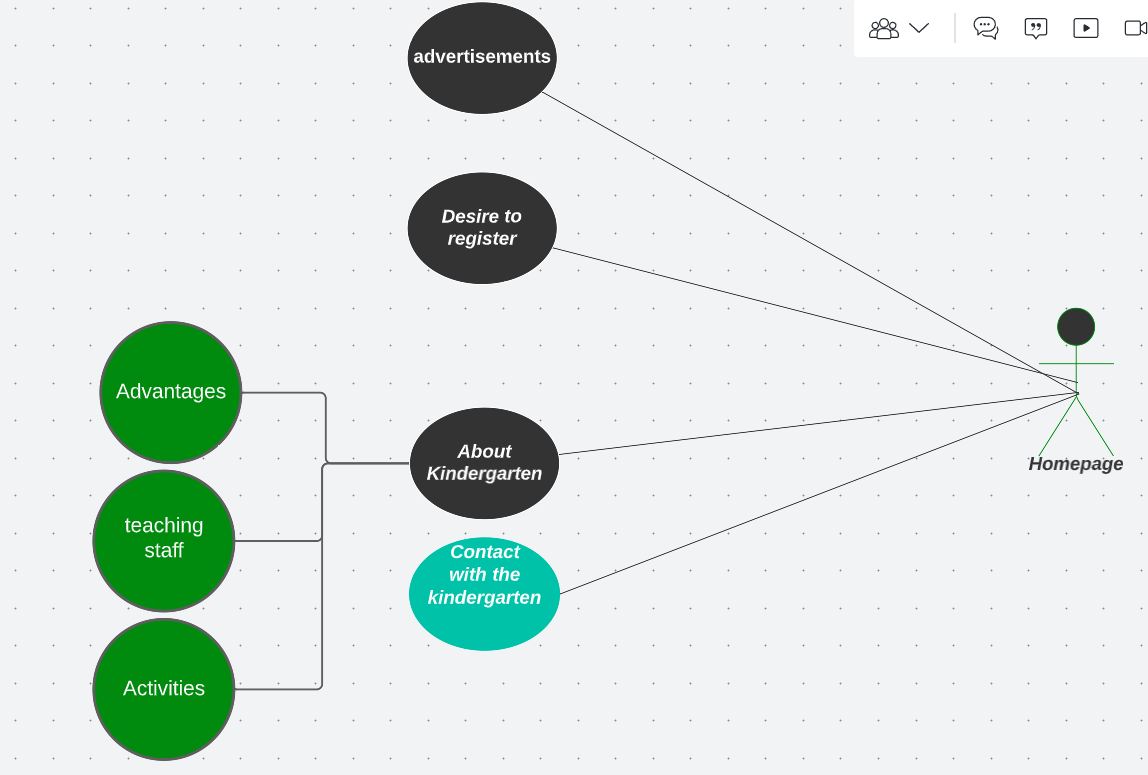 advertisements
Desire to
register
Advantages
About
Kindergarten
Homepage
teaching
staff
Contact
with the
kindergarten
Activities